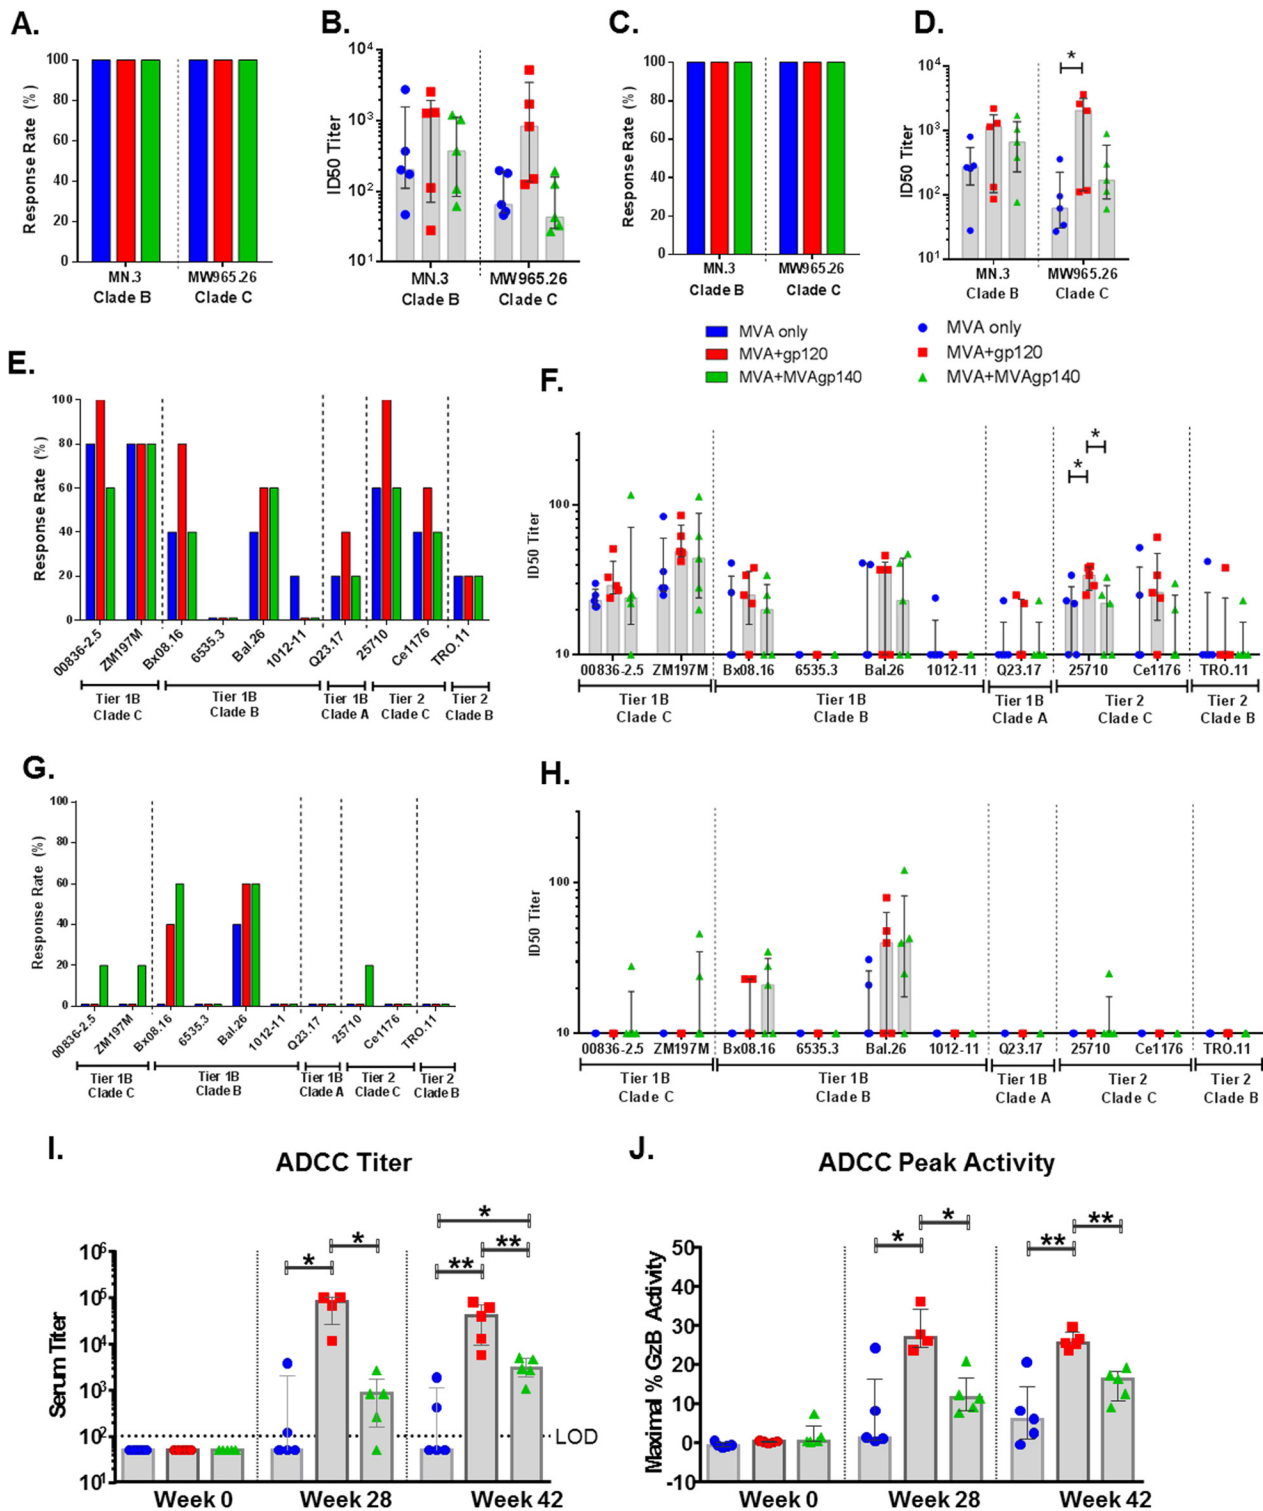 A.
Response Rate (%)
100
80
60
40
20
0
MN.3
MW965.26
Clade B
Clade C
B.
ID50 Titer
10^4
10^3
10^2
10^1
MN.3
MW965.26
Clade B
Clade C
C.
Response Rate (%)
100
80
60
40
20
0
MN.3
MW965.26
Clade B
Clade C
D.
ID50 Titer
10^4
10^3
10^2
10^1
*
MN.3
MW965.26
Clade B
Clade C
MVA only
MVA+gp120
MVA+MVAgp140
MVA only
MVA+gp120
MVA+MVAgp140
E.
Response Rate (%)
100
80
60
40
20
0
00836-2.5
ZM197M
Bx08.16
6535.3
Bal.26
1012-11
Q23.17
25710
Ce1176
TRO.11
Tier 1B
Clade C
Tier 1B
Clade B
Tier 1B
Clade A
Tier 2
Clade C
Tier 2
Clade B
F.
ID50 Titer
100
10
*
*
00836-2.5
ZM197M
Bx08.16
6535.3
Bal.26
1012-11
Q23.17
25710
Ce1176
TRO.11
Tier 1B
Clade C
Tier 1B
Clade B
Tier 1B
Clade A
Tier 2
Clade C
Tier 2
Clade B
G.
Response Rate (%)
100
80
60
40
20
0
00836-2.5
ZM197M
Bx08.16
6535.3
Bal.26
1012-11
Q23.17
25710
Ce1176
TRO.11
Tier 1B
Clade C
Tier 1B
Clade B
Tier 1B
Clade A
Tier 2
Clade C
Tier 2
Clade B
H.
ID50 Titer
100
10
00836-2.5
ZM197M
Bx08.16
6535.3
Bal.26
1012-11
Q23.17
25710
Ce1176
TRO.11
Tier 1B
Clade C
Tier 1B
Clade B
Tier 1B
Clade A
Tier 2
Clade C
Tier 2
Clade B
I.
ADCC Titer
Serum Titer
10^6
10^5
10^4
10^3
10^2
10^1
*
*
*
**
**
LOD
Week 0
Week 28
Week 42
J.
ADCC Peak Activity
Maximal % GzB Activity
50
40
30
20
10
0
-10
*
*
**
**
Week 0
Week 28
Week 42